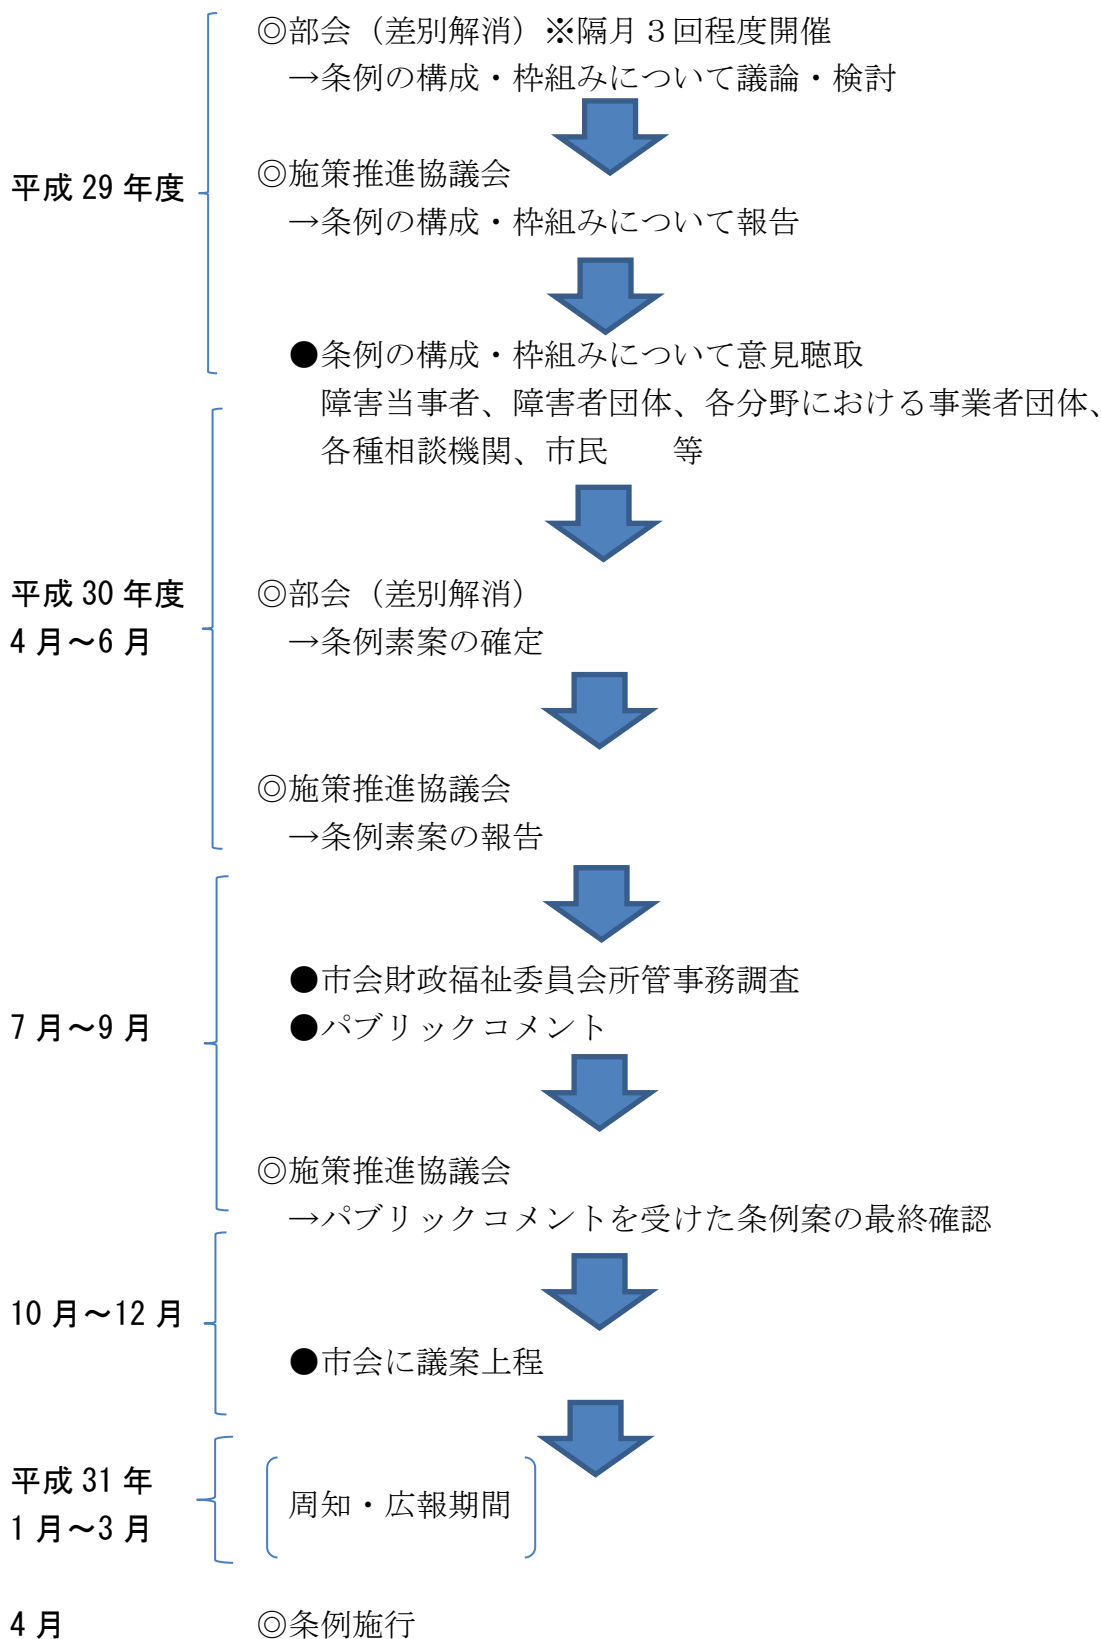 ◎部会（差別解消）※隔月３回程度開催
→条例の構成・枠組みについて議論・検討
平成 29 年度
◎施策推進協議会
→条例の構成・枠組みについて報告
●条例の構成・枠組みについて意見聴取
障害当事者、障害者団体、各分野における事業者団体、
各種相談機関、市民　　等
平成 30 年度
4 月～6 月
◎部会（差別解消）
→条例素案の確定
◎施策推進協議会
→条例素案の報告
7 月～9 月
●市会財政福祉委員会所管事務調査
●パブリックコメント
◎施策推進協議会
→パブリックコメントを受けた条例案の最終確認
10 月～12 月
●市会に議案上程
平成 31 年
1 月～3 月
周知・広報期間
4 月
◎条例施行